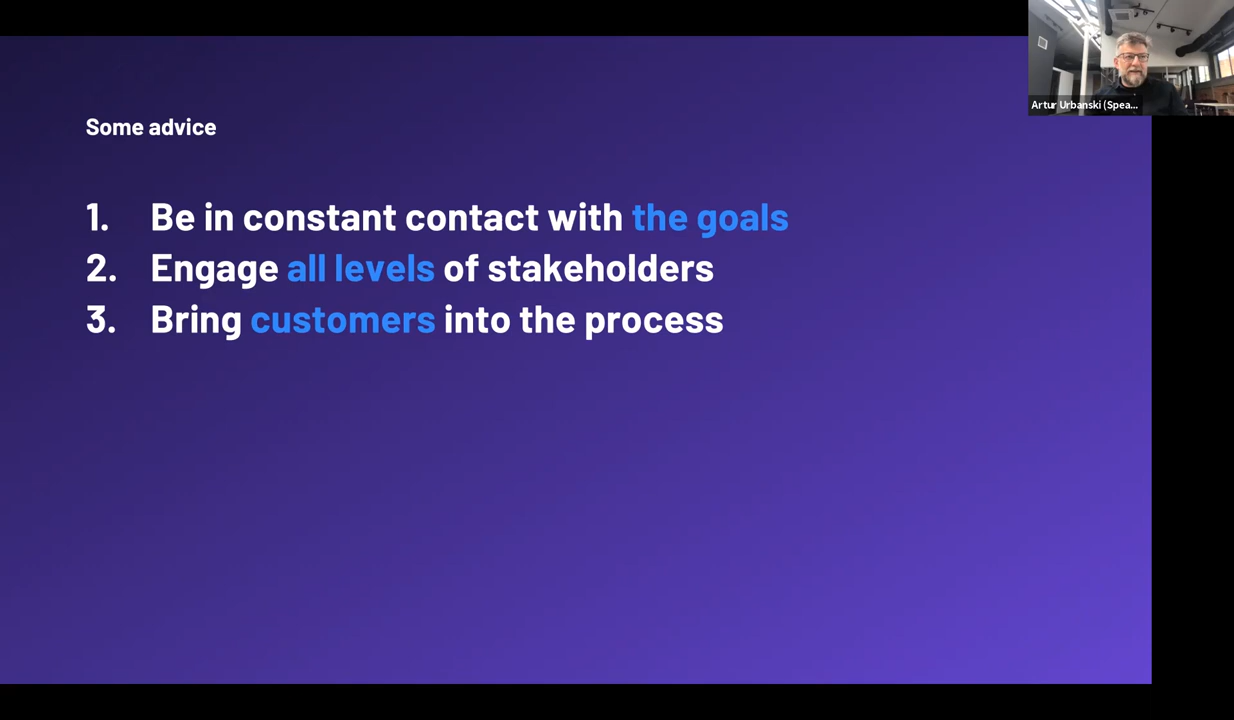 Artur Urbanski (Spea...
Some advice
1. Be in constant contact with the goals
2. Engage all levels of stakeholders
3. Bring customers into the process